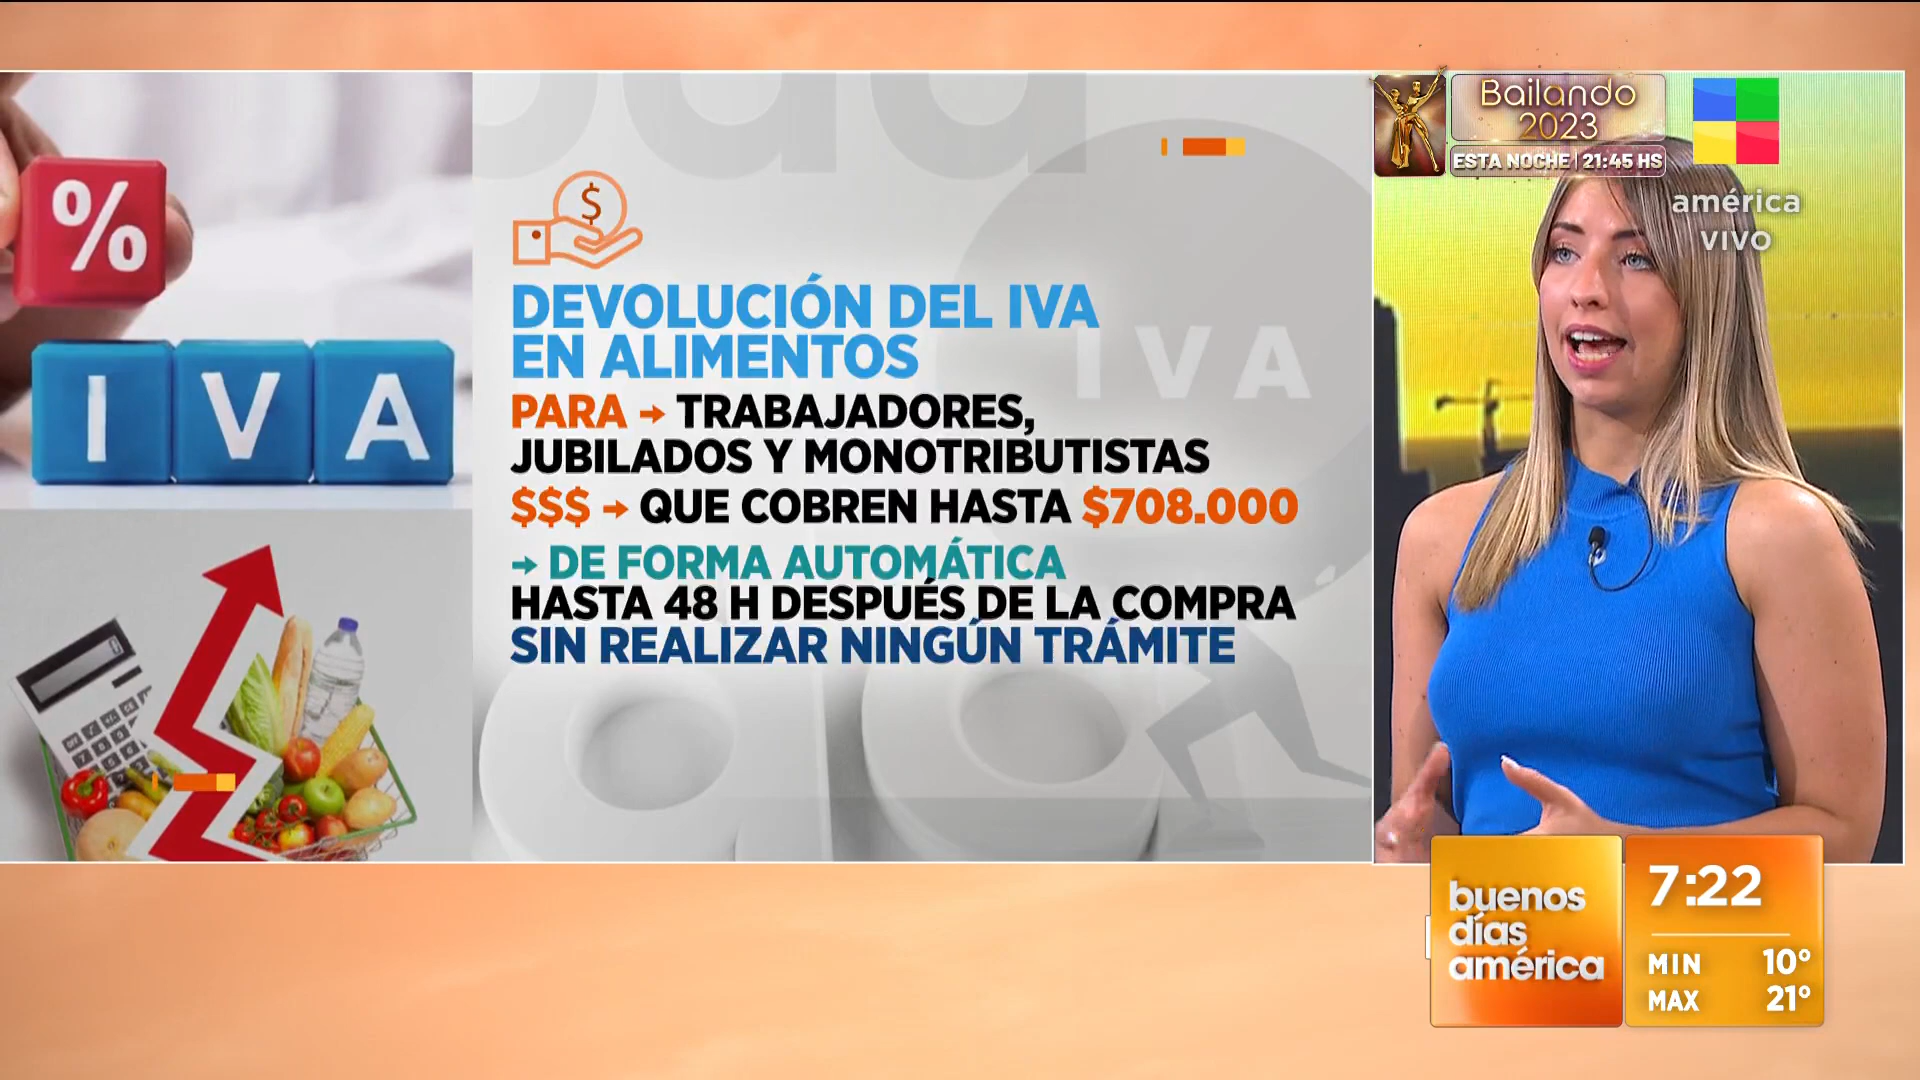 %
I V A
$
DEVOLUCIÓN DEL IVA
EN ALIMENTOS
PARA → TRABAJADORES,
JUBILADOS Y MONOTRIBUTISTAS
$$$ → QUE COBREN HASTA $708.000
→ DE FORMA AUTOMÁTICA
HASTA 48 H DESPUÉS DE LA COMPRA
SIN REALIZAR NINGÚN TRÁMITE
IVA
Bailando
2023
ESTA NOCHE | 21:45 HS
américa
VIVO
buenos
días
américa
7:22
MIN 10°
MAX 21°